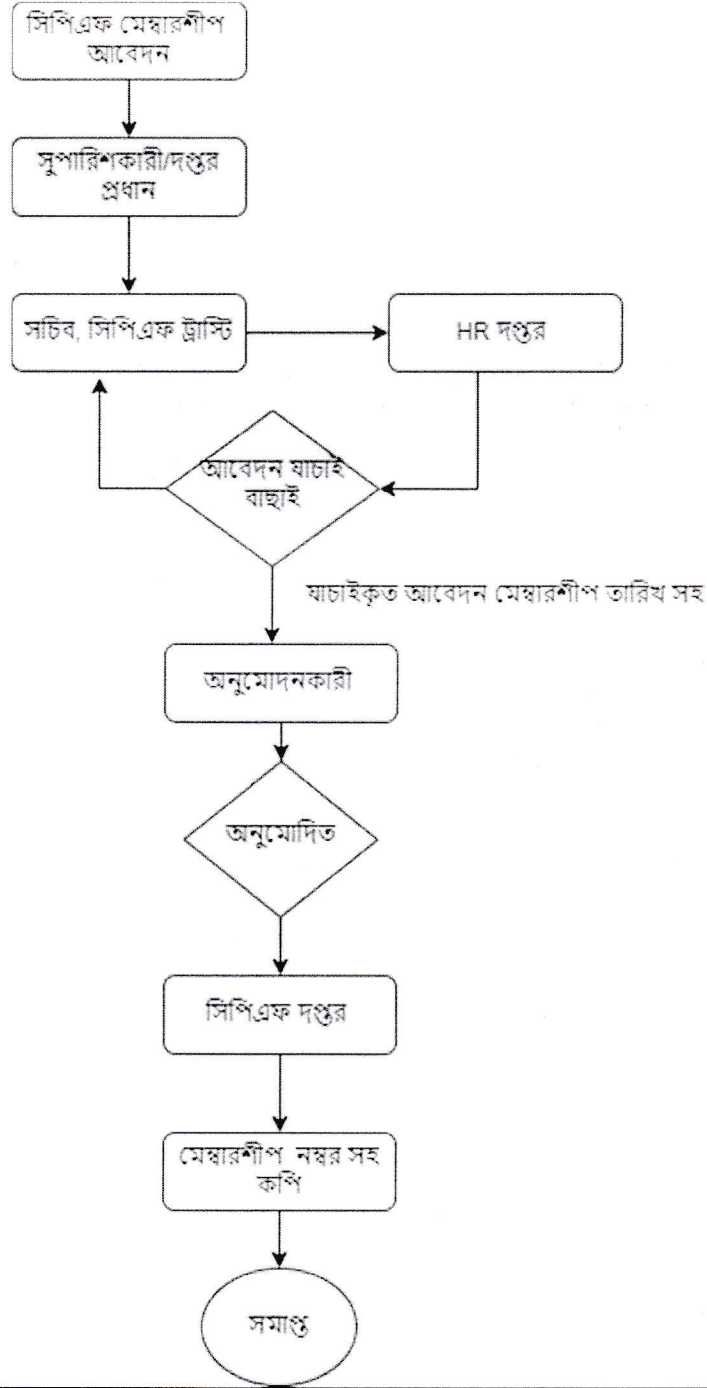 সিপিএফ মেম্বারশীপ
আবেদন
সুপারিশকারী/দপ্তর
প্রধান
সচিব, সিপিএফ ট্রাস্টি
HR দপ্তর
আবেদন যাচাই
বাছাই
যাচাইকৃত আবেদন মেম্বারশীপ তারিখ সহ
অনুমোদনকারী
অনুমোদিত
সিপিএফ দপ্তর
মেম্বারশীপ নম্বর সহ
কপি
সমাপ্ত